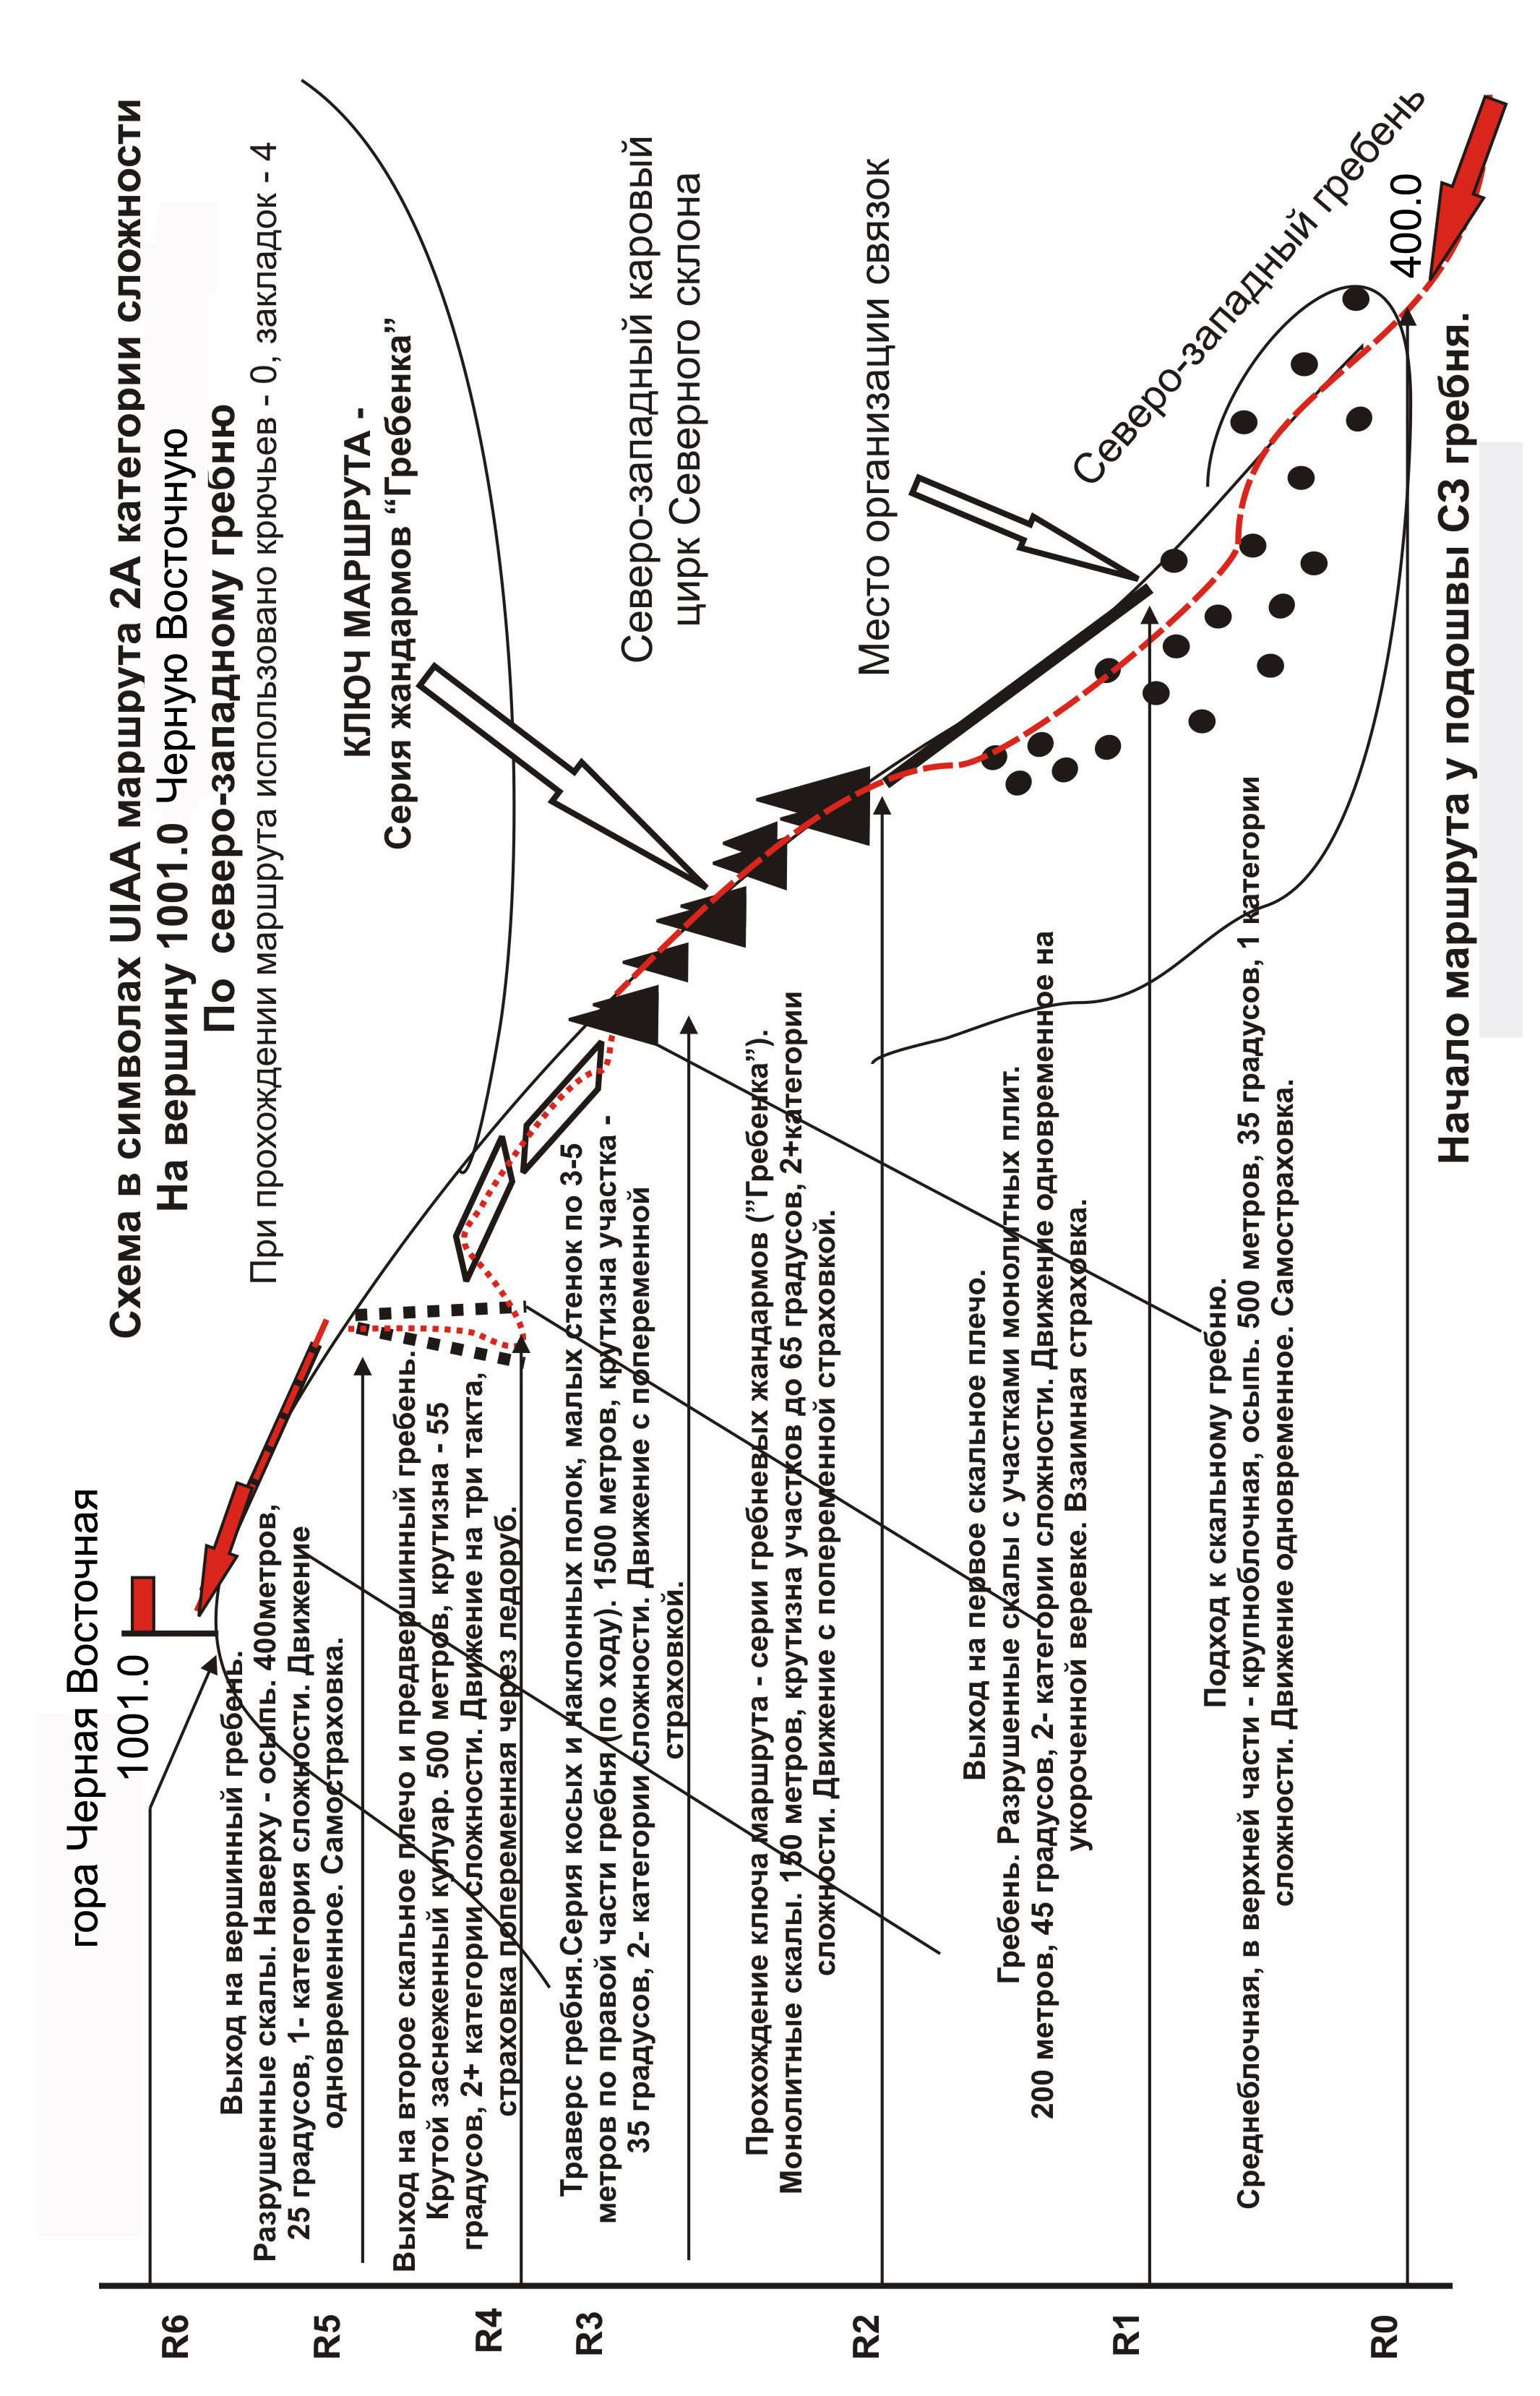 Схема в символах UIAA маршрута 2А категории сложности
На вершину 1001.0 Черную Восточную
По северо-западному гребню
При прохождении маршрута использовано крючьев - 0, закладок - 4
гора Черная Восточная
1001.0
КЛЮЧ МАРШРУТА -
Серия жандармов “Гребенка”
Северо-западный каровый
цирк Северного склона
Место организации связок
Северо-западный гребень
400.0
Начало маршрута у подошвы СЗ гребня.
R6
Выход на вершинный гребень.
Разрушенные скалы. Наверху - осыпь. 400метров,
25 градусов, 1- категория сложности. Движение
одновременное. Самостраховка.
R5
Выход на второе скальное плечо и предвершинный гребень.
Крутой заснеженный кулуар. 500 метров, крутизна - 55
градусов, 2+ категории сложности. Движение на три такта,
страховка попеременная через ледоруб.
R4
Траверс гребня.Серия косых и наклонных полок, малых стенок по 3-5
метров по правой части гребня (по ходу). 1500 метров, крутизна участка -
35 градусов, 2- категории сложности. Движение с попеременной
страховкой.
R3
Прохождение ключа маршрута - серии гребневых жандармов (”Гребенка”).
Монолитные скалы. 150 метров, крутизна участков до 65 градусов, 2+категории
сложности. Движение с попеременной страховкой.
R2
Выход на первое скальное плечо.
Гребень. Разрушенные скалы с участками монолитных плит.
200 метров, 45 градусов, 2- категории сложности. Движение одновременное на
укороченной веревке. Взаимная страховка.
R1
Подход к скальному гребню.
Среднеблочная, в верхней части - крупноблочная, осыпь. 500 метров, 35 градусов, 1 категории
сложности. Движение одновременное. Самостраховка.
R0